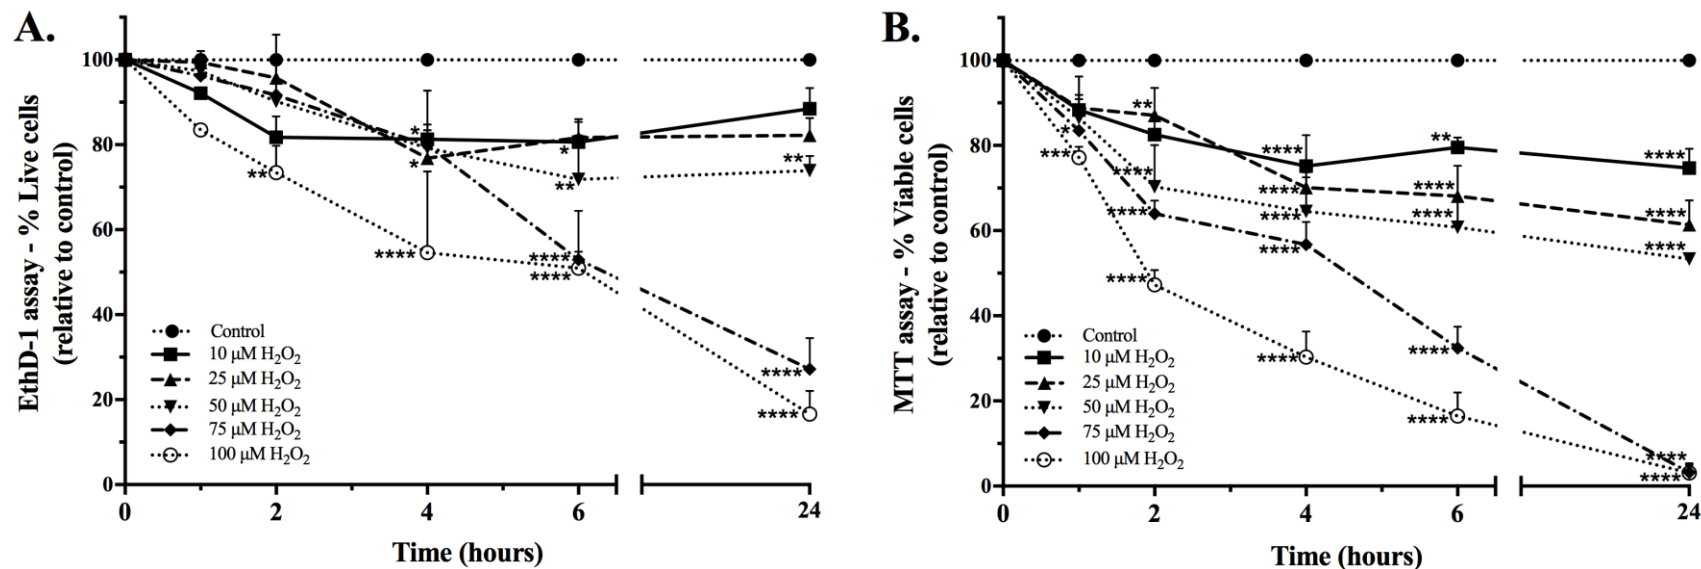 A.
EthD-1 assay - % Live cells
(relative to control)
100
80
60
40
20
0
*
*
*
**
**
**
****
****
****
****
****
Control
10 µM H₂O₂
25 µM H₂O₂
50 µM H₂O₂
75 µM H₂O₂
100 µM H₂O₂
0 2 4 6 24
Time (hours)
B.
MTT assay - % Viable cells
(relative to control)
100
80
60
40
20
0
*
***
**
****
****
****
****
****
****
****
****
**
****
****
****
****
****
****
****
****
****
Control
10 µM H₂O₂
25 µM H₂O₂
50 µM H₂O₂
75 µM H₂O₂
100 µM H₂O₂
0 2 4 6 24
Time (hours)